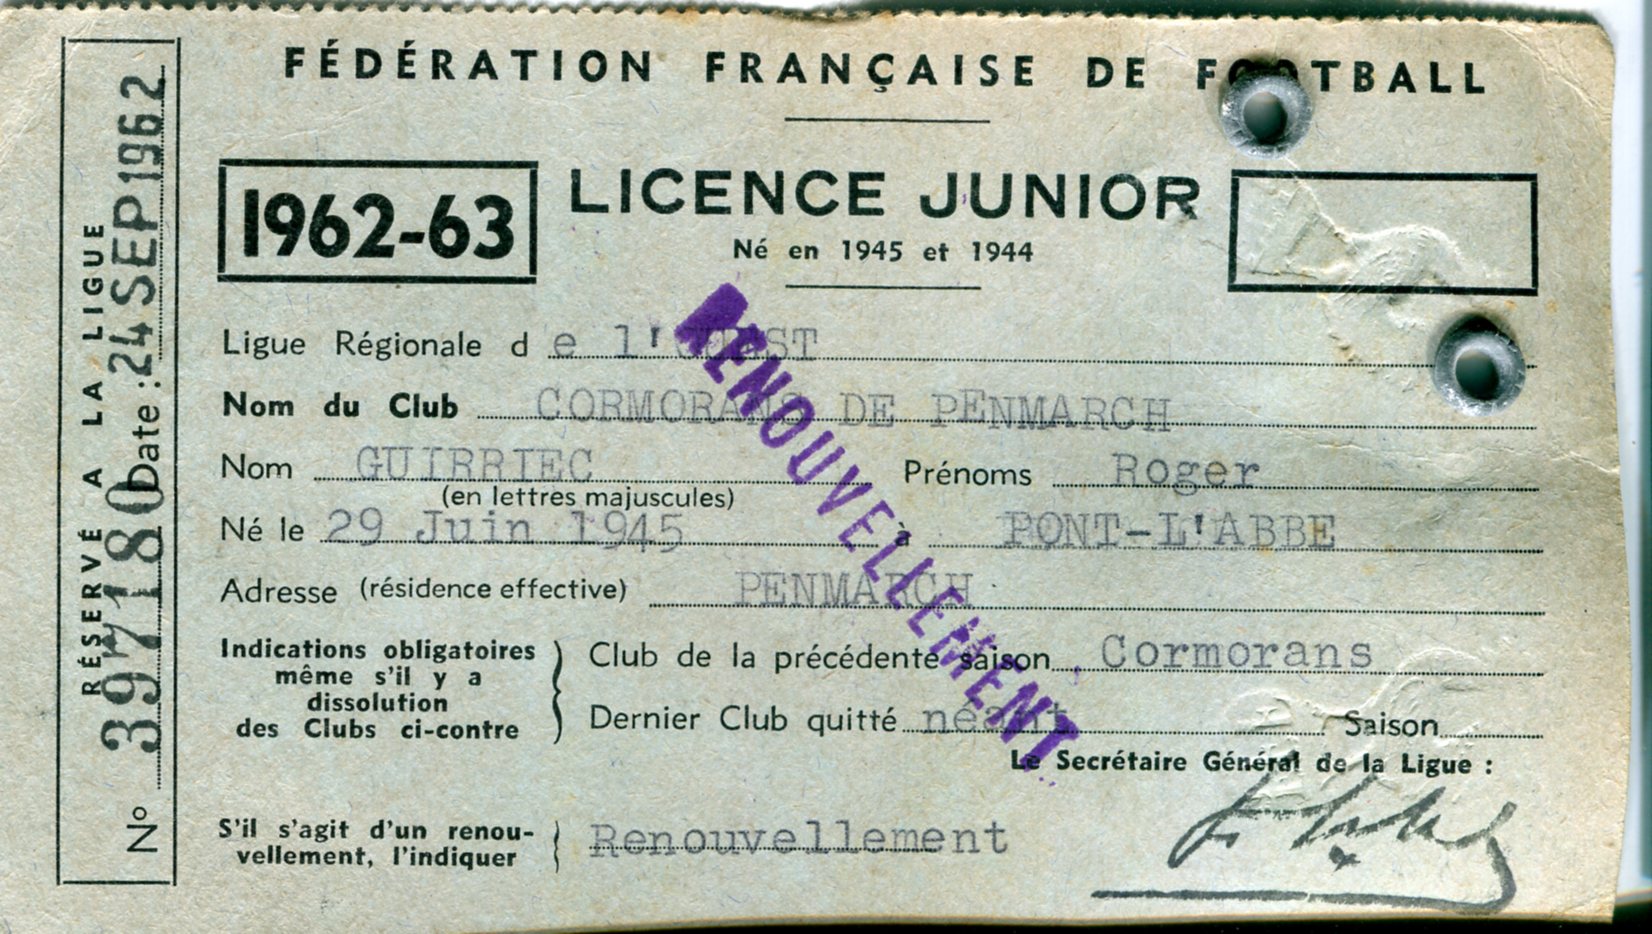 FÉDÉRATION FRANÇAISE DE FOOTBALL
1962-63
LICENCE JUNIOR
Né en 1945 et 1944
Ligue Régionale de l'OUEST
Nom du Club CORMORANS DE PENMARCH
Nom GUIRRIEC Prénoms Roger
(en lettres majuscules)
Né le 29 Juin 1945 à PONT-L'ABBE
Adresse (résidence effective) PENMARCH
Indications obligatoires
même s'il y a
dissolution
des Clubs ci-contre
Club de la précédente saison Cormorans
Dernier Club quitté néant Saison
Le Secrétaire Général de la Ligue :
S'il s'agit d'un renou-
vellement, l'indiquer
Renouvellement
RENOUVELLEMENT
RÉSERVÉ A LA LIGUE
N° 397180 Date : 24 SEP 1962